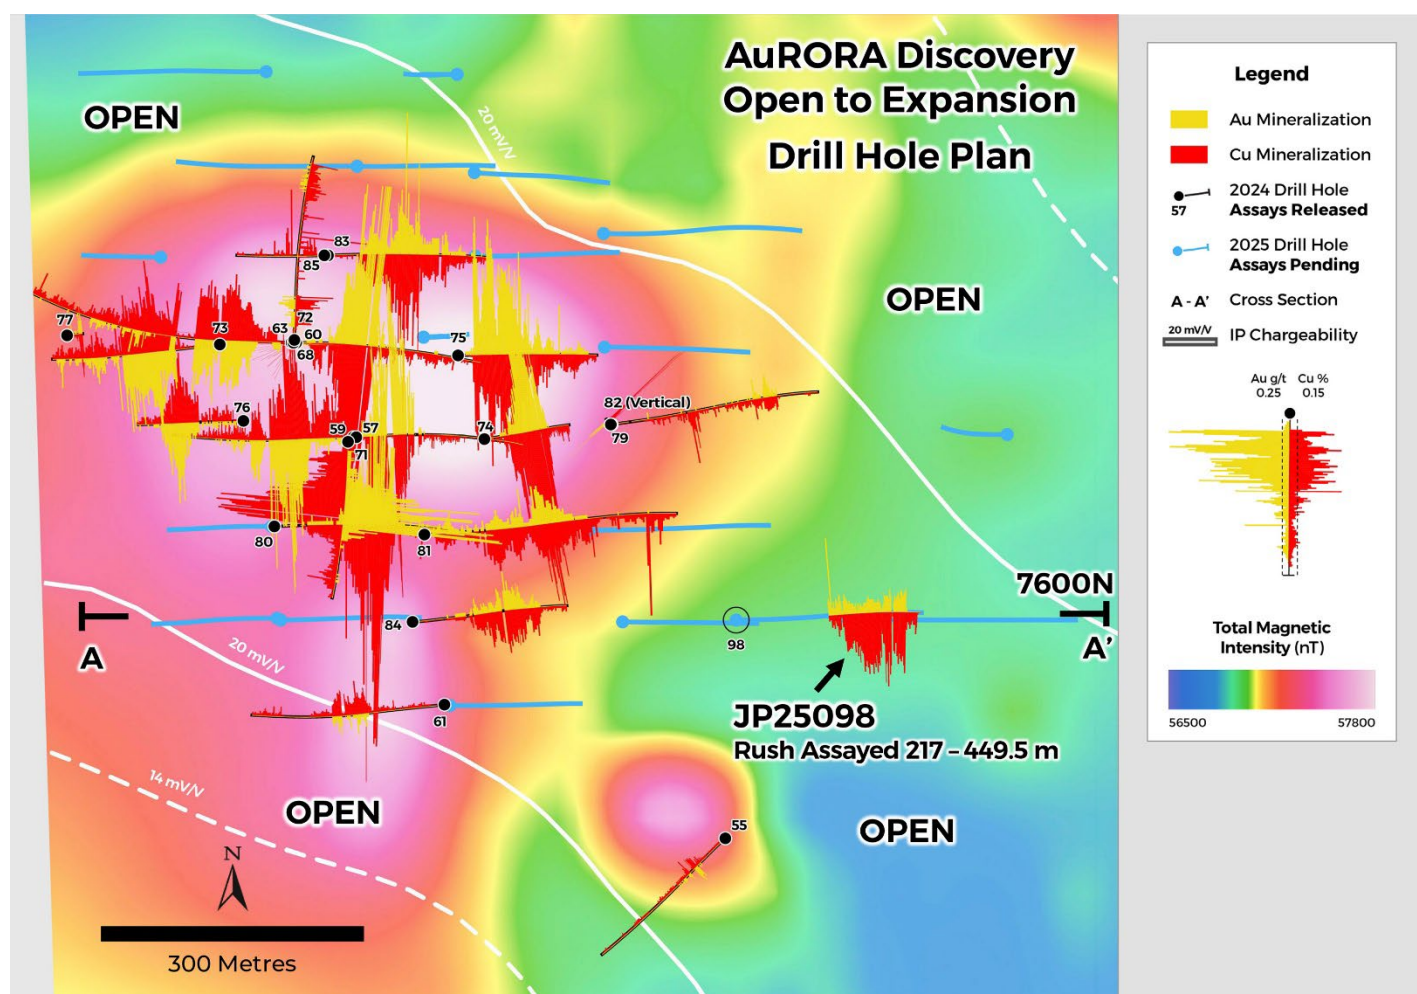 AuRORA Discovery
Open to Expansion
Drill Hole Plan
OPEN
20 mV/V
83
85
OPEN
77
73
63
72
60
68
75
76
82 (Vertical)
79
59
57
71
74
80
81
7600N
A
A'
84
98
20 mV/V
61
JP25098
Rush Assayed 217 – 449.5 m
14 mV/V
OPEN
55
OPEN
N
300 Metres
Legend
Au Mineralization
Cu Mineralization
57
2024 Drill Hole
Assays Released
2025 Drill Hole
Assays Pending
A - A' Cross Section
20 mV/V IP Chargeability
Au g/t Cu %
0.25 0.15
Total Magnetic
Intensity (nT)
56500 57800